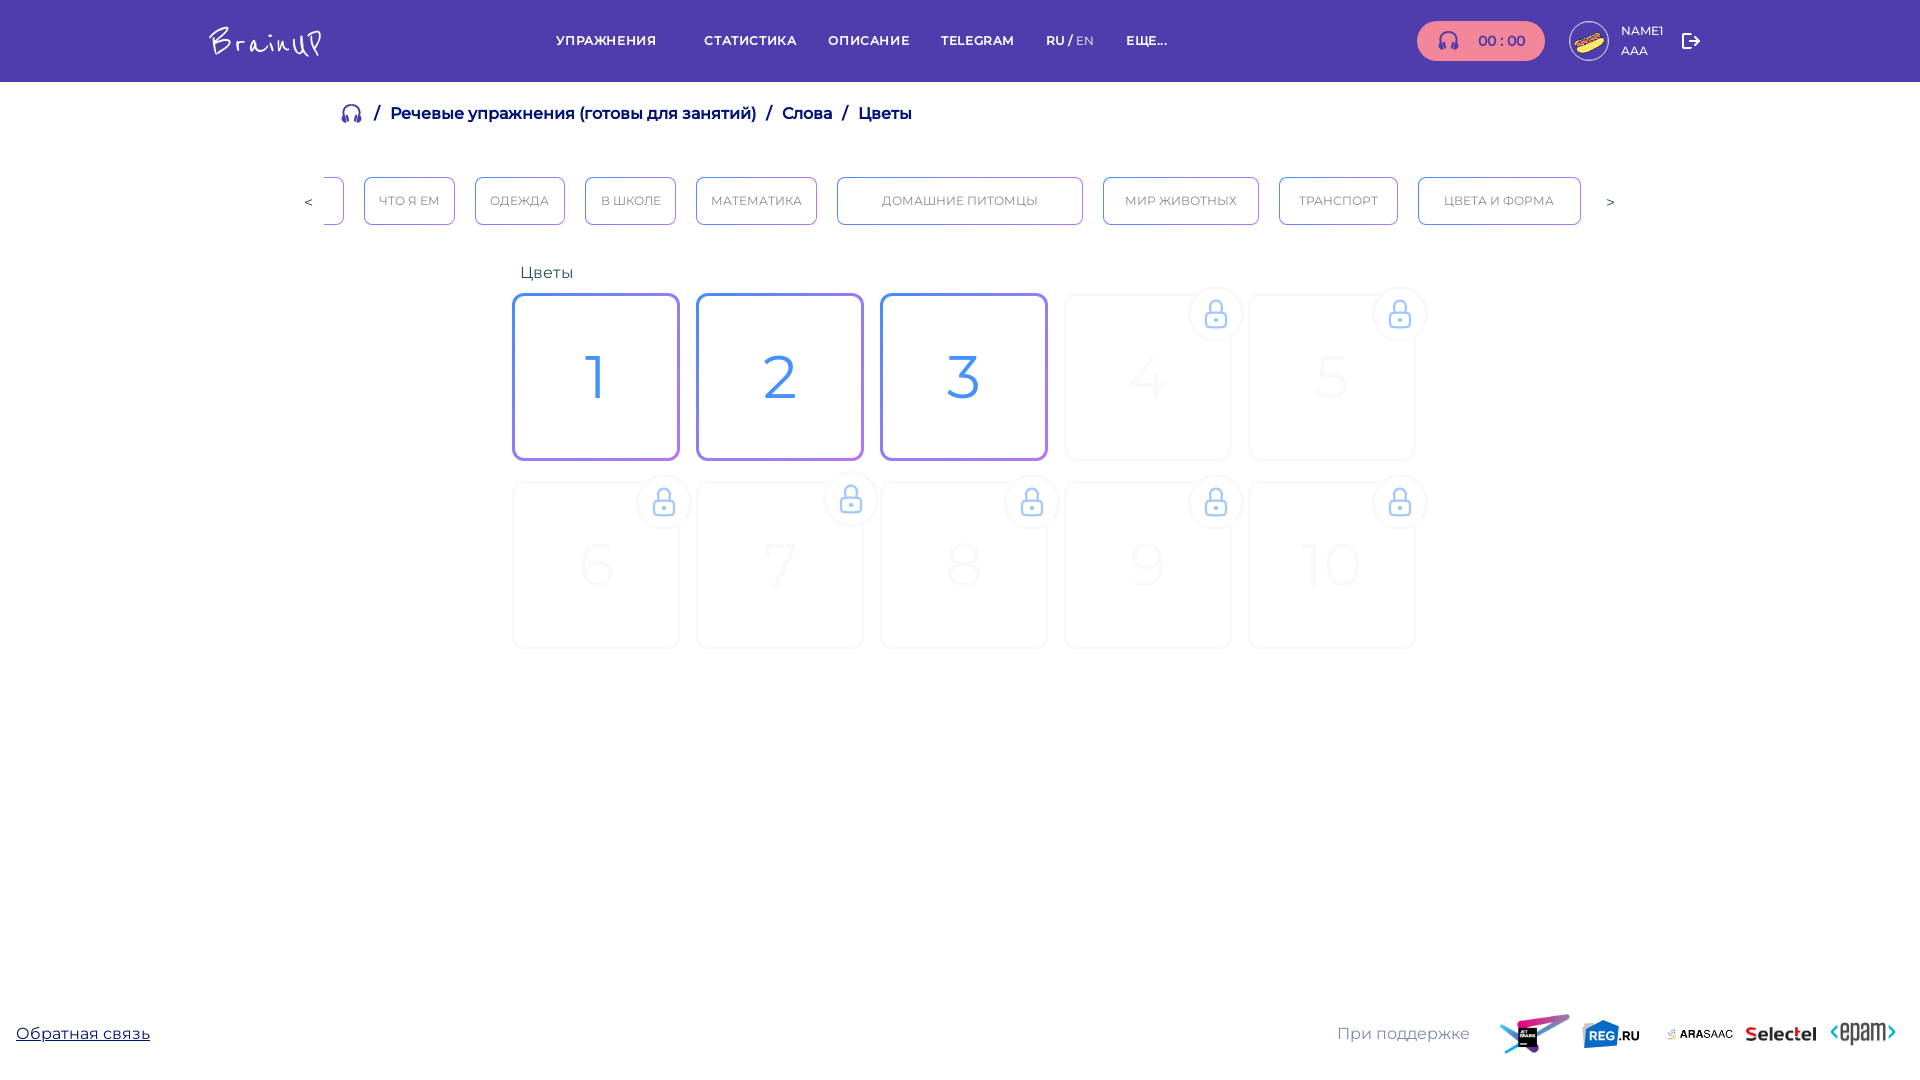 BrainUP
УПРАЖНЕНИЯ СТАТИСТИКА ОПИСАНИЕ TELEGRAM RU / EN ЕЩЕ... 00 : 00 NAME1
AAA
/ Речевые упражнения (готовы для занятий) / Слова / Цветы
< ЧТО Я ЕМ ОДЕЖДА В ШКОЛЕ МАТЕМАТИКА ДОМАШНИЕ ПИТОМЦЫ МИР ЖИВОТНЫХ ТРАНСПОРТ ЦВЕТА И ФОРМА >
Цветы
1 2 3 4 5
6 7 8 9 10
Обратная связь При поддержке JET BRAINS REG.RU ARASAAC Selectel <epam>